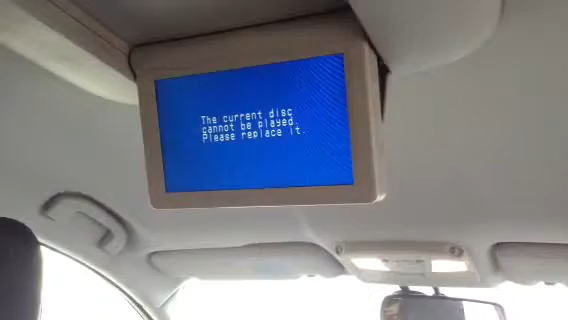 The current disc
cannot be played.
Please replace it.